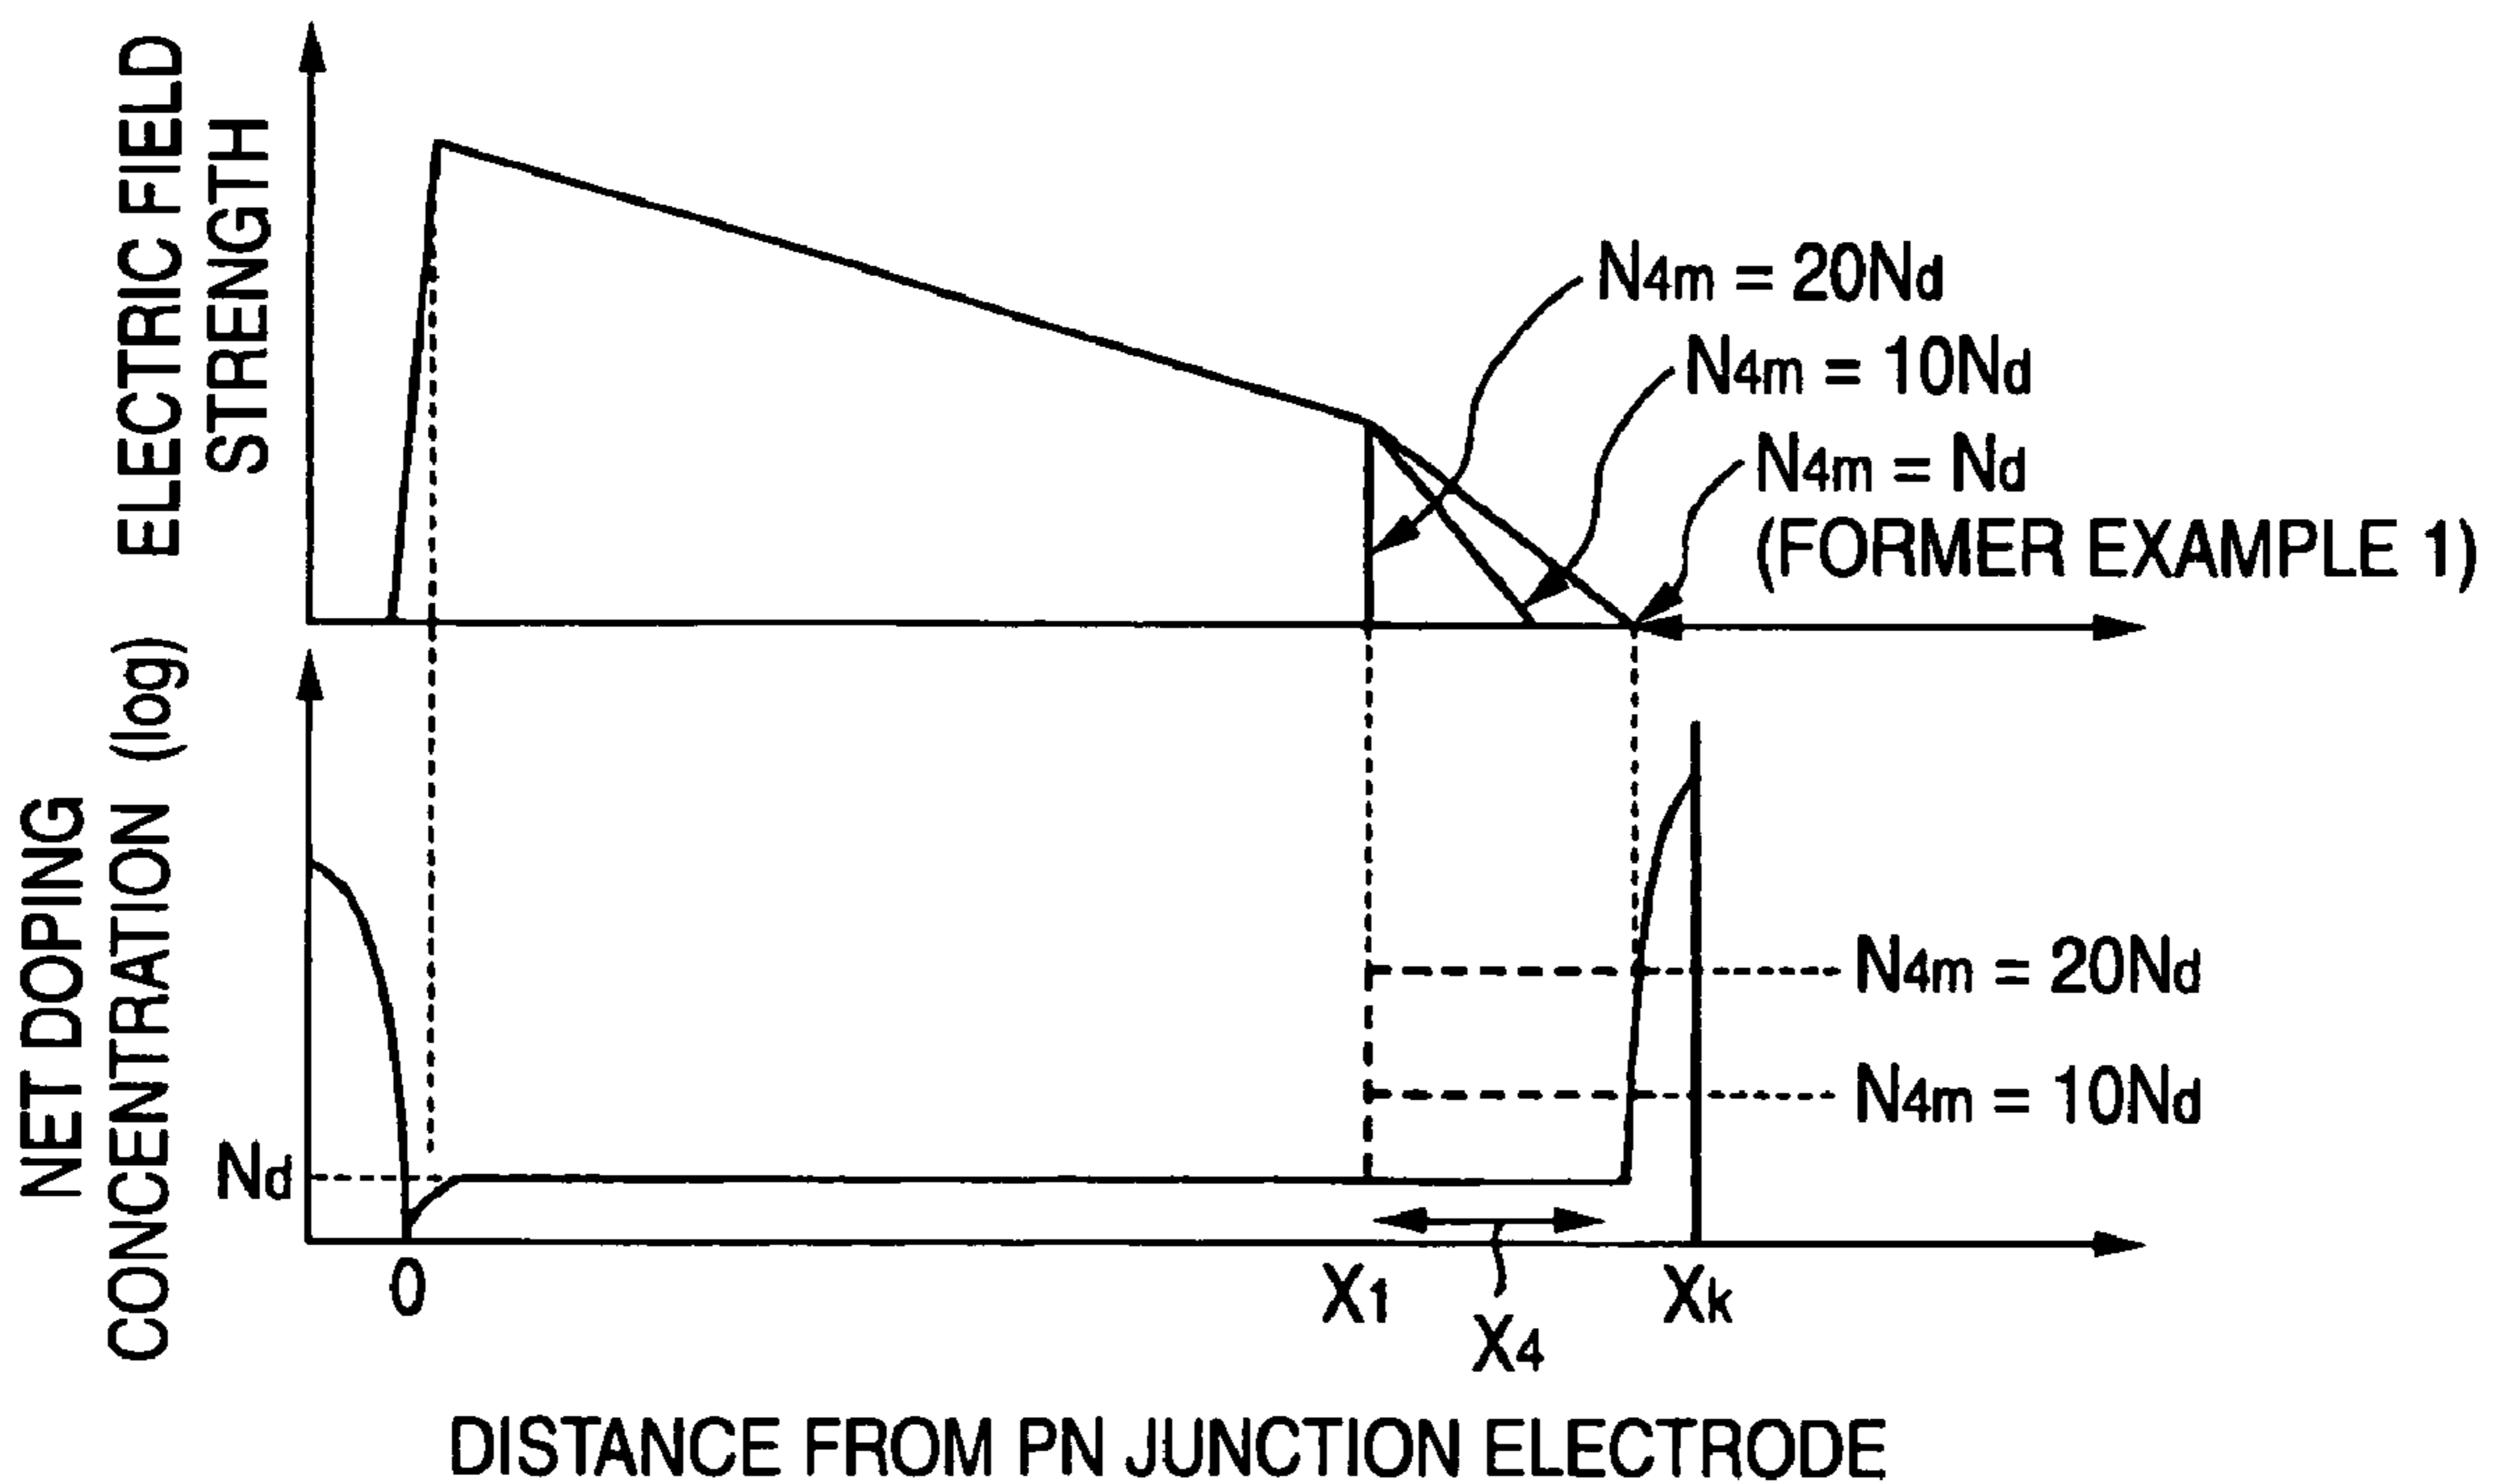 ELECTRIC FIELD
STRENGTH
N4m = 20Nd
N4m = 10Nd
N4m = Nd
(FORMER EXAMPLE 1)
NET DOPING
CONCENTRATION (log)
N4m = 20Nd
N4m = 10Nd
Nd
0
X1
X4
Xk
DISTANCE FROM PN JUNCTION ELECTRODE